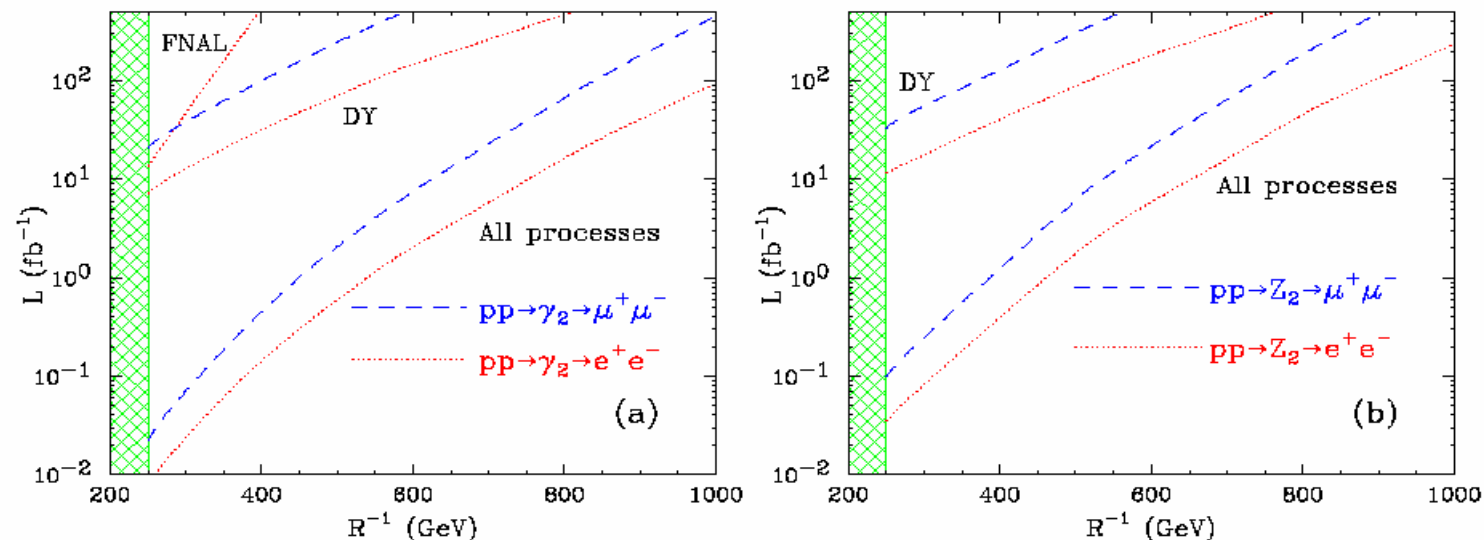 FNAL
DY
All processes
pp→γ₂→μ⁺μ⁻
pp→γ₂→e⁺e⁻
(a)
L (fb⁻¹)
10²
10¹
10⁰
10⁻¹
10⁻²
200 400 600 800 1000
R⁻¹ (GeV)
DY
All processes
pp→Z₂→μ⁺μ⁻
pp→Z₂→e⁺e⁻
(b)
L (fb⁻¹)
10²
10¹
10⁰
10⁻¹
10⁻²
200 400 600 800 1000
R⁻¹ (GeV)